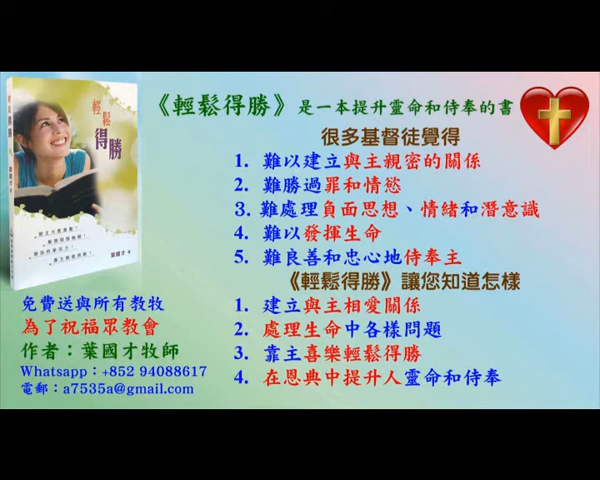 輕鬆
得勝
葉國才 著
《輕鬆得勝》是一本提升靈命和侍奉的書
很多基督徒覺得
1. 難以建立與主親密的關係
2. 難勝過罪和情慾
3. 難處理負面思想、情緒和潛意識
4. 難以發揮生命
5. 難良善和忠心地侍奉主
《輕鬆得勝》讓您知道怎樣
1. 建立與主相愛關係
2. 處理生命中各樣問題
3. 靠主喜樂輕鬆得勝
4. 在恩典中提升人靈命和侍奉
免費送與所有教牧
為了祝福眾教會
作者：葉國才牧師
Whatsapp：+852 94088617
電郵：a7535a@gmail.com